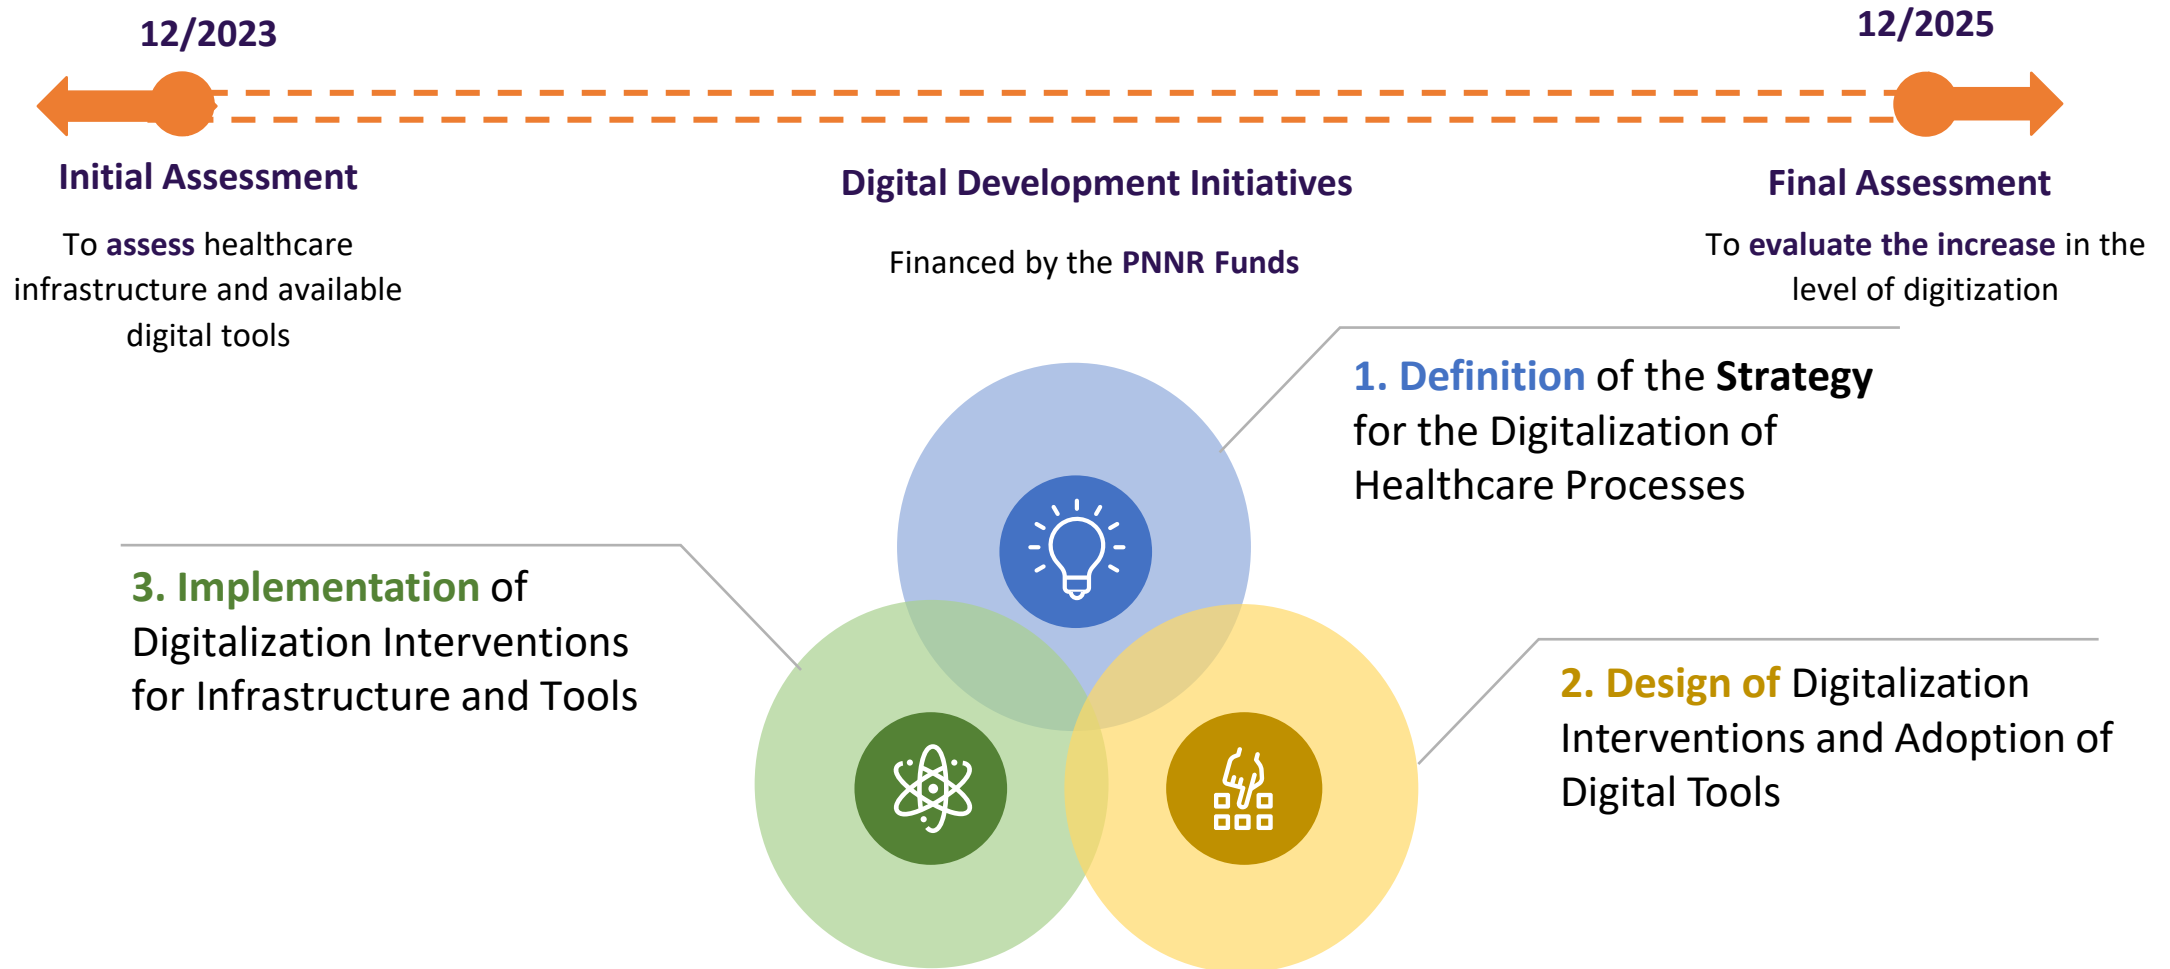 12/2023
12/2025
Initial Assessment
To assess healthcare
infrastructure and available
digital tools
Digital Development Initiatives
Financed by the PNNR Funds
Final Assessment
To evaluate the increase in the
level of digitization
1. Definition of the Strategy
for the Digitalization of
Healthcare Processes
2. Design of Digitalization
Interventions and Adoption of
Digital Tools
3. Implementation of
Digitalization Interventions
for Infrastructure and Tools